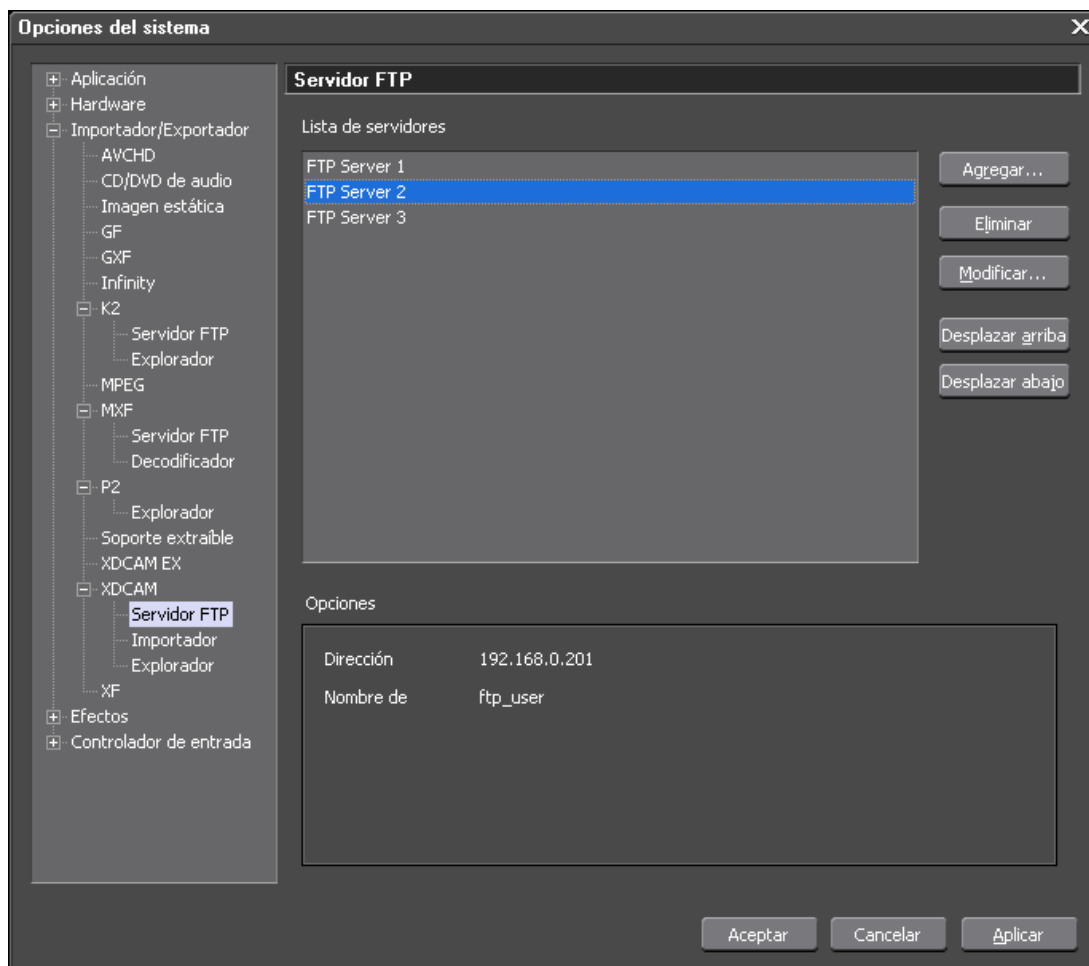 Opciones del sistema
Aplicación
Hardware
Importador/Exportador
AVCHD
CD/DVD de audio
Imagen estática
GF
GXF
Infinity
K2
Servidor FTP
Explorador
MPEG
MXF
Servidor FTP
Decodificador
P2
Explorador
Soporte extraíble
XDCAM EX
XDCAM
Servidor FTP
Importador
Explorador
XF
Efectos
Controlador de entrada
Servidor FTP
Lista de servidores
FTP Server 1
FTP Server 2
FTP Server 3
Agregar...
Eliminar
Modificar...
Desplazar arriba
Desplazar abajo
Opciones
Dirección 192.168.0.201
Nombre de ftp_user
Aceptar Cancelar Aplicar